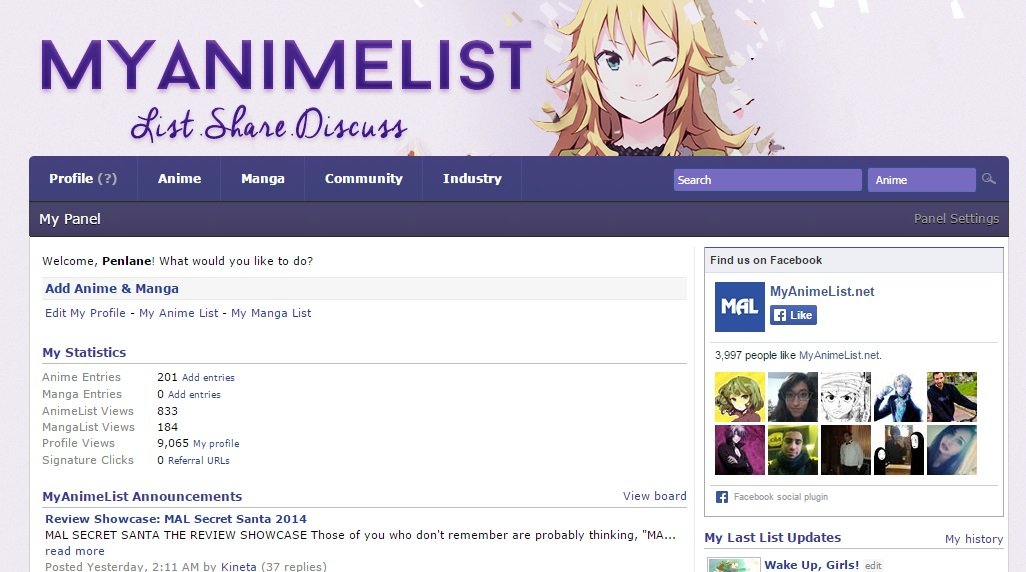 MYANIMELIST
List.Share.Discuss
Profile (?) Anime Manga Community Industry Search Anime
My Panel Panel Settings
Welcome, Penlane! What would you like to do?
Add Anime & Manga
Edit My Profile - My Anime List - My Manga List
My Statistics
Anime Entries 201 Add entries
Manga Entries 0 Add entries
AnimeList Views 833
MangaList Views 184
Profile Views 9,065 My profile
Signature Clicks 0 Referral URLs
MyAnimeList Announcements View board
Review Showcase: MAL Secret Santa 2014
MAL SECRET SANTA THE REVIEW SHOWCASE Those of you who don't remember are probably thinking, "MA...
read more
Posted Yesterday, 2:11 AM by Kineta (37 replies)
Find us on Facebook
MAL
MyAnimeList.net
Like
3,997 people like MyAnimeList.net.
Facebook social plugin
My Last List Updates My history
Wake Up, Girls! edit